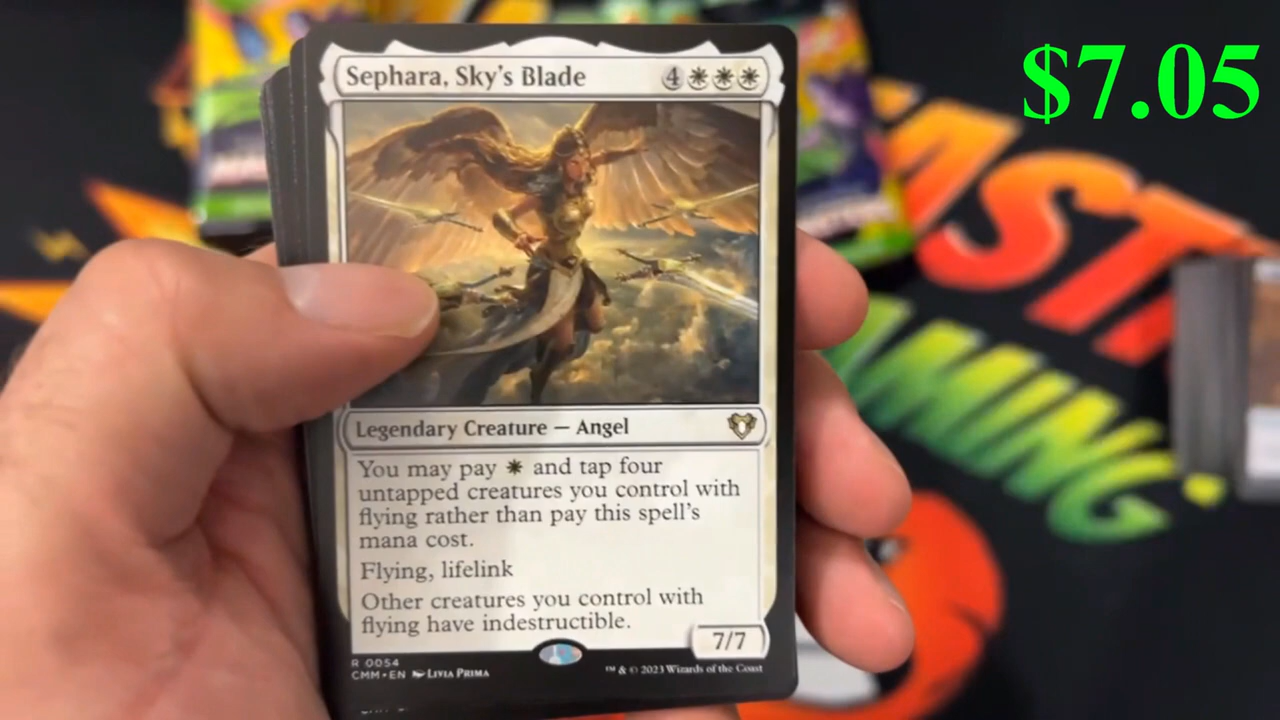 $7.05
Sephara, Sky's Blade 4
Legendary Creature — Angel
You may pay and tap four
untapped creatures you control with
flying rather than pay this spell's
mana cost.
Flying, lifelink
Other creatures you control with
flying have indestructible.
7/7
R 0054
CMM • EN LIVIA PRIMA
™ & © 2023 Wizards of the Coast